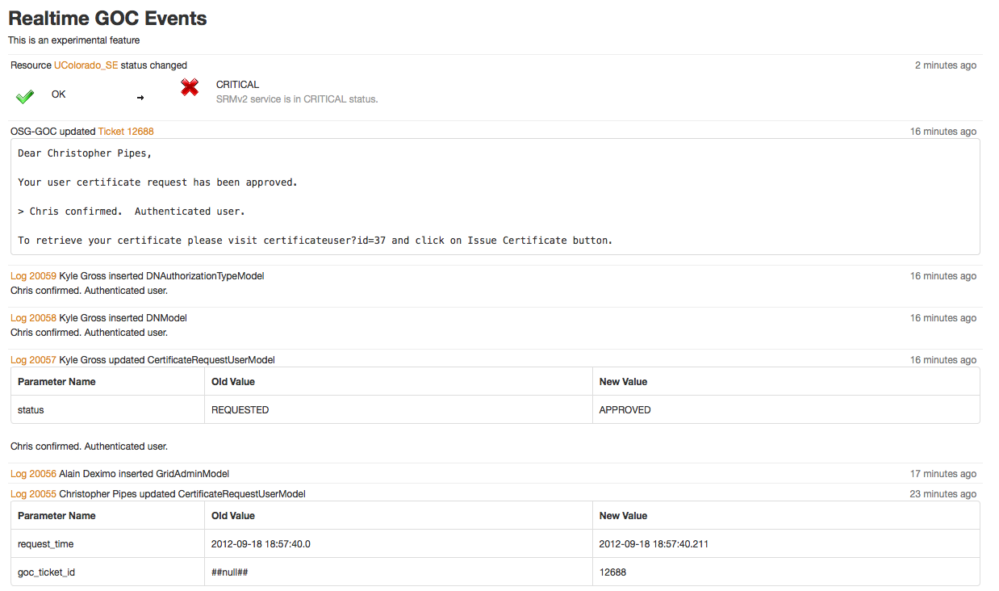 Realtime GOC Events
This is an experimental feature
Resource UColorado_SE status changed 2 minutes ago
OK → CRITICAL
SRMv2 service is in CRITICAL status.
OSG-GOC updated Ticket 12688 16 minutes ago
Dear Christopher Pipes,
Your user certificate request has been approved.
> Chris confirmed.  Authenticated user.
To retrieve your certificate please visit certificateuser?id=37 and click on Issue Certificate button.
Log 20059 Kyle Gross inserted DNAuthorizationTypeModel 16 minutes ago
Chris confirmed. Authenticated user.
Log 20058 Kyle Gross inserted DNModel 16 minutes ago
Chris confirmed. Authenticated user.
Log 20057 Kyle Gross updated CertificateRequestUserModel 16 minutes ago
Parameter Name Old Value New Value
status REQUESTED APPROVED
Chris confirmed. Authenticated user.
Log 20056 Alain Deximo inserted GridAdminModel 17 minutes ago
Log 20055 Christopher Pipes updated CertificateRequestUserModel 23 minutes ago
Parameter Name Old Value New Value
request_time 2012-09-18 18:57:40.0 2012-09-18 18:57:40.211
goc_ticket_id ##null## 12688